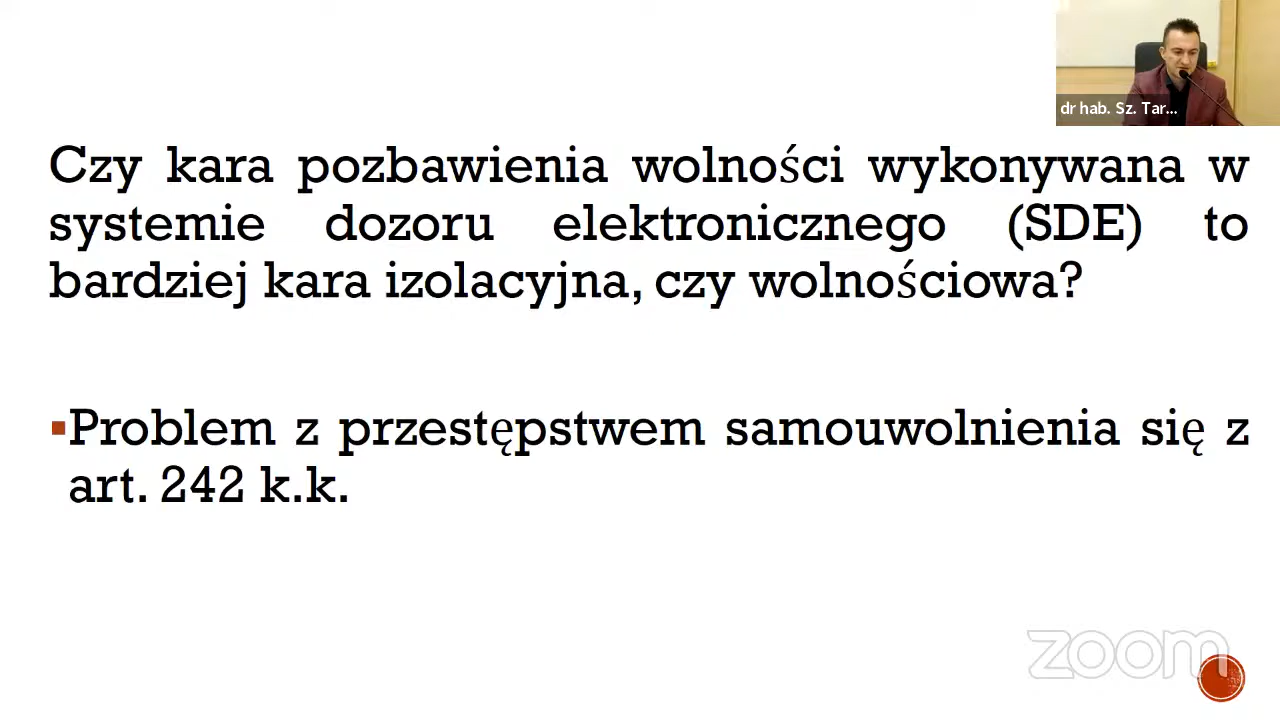 dr hab. Sz. Tar...
Czy kara pozbawienia wolności wykonywana w
systemie dozoru elektronicznego (SDE) to
bardziej kara izolacyjna, czy wolnościowa?
Problem z przestępstwem samouwolnienia się z
art. 242 k.k.
zoom